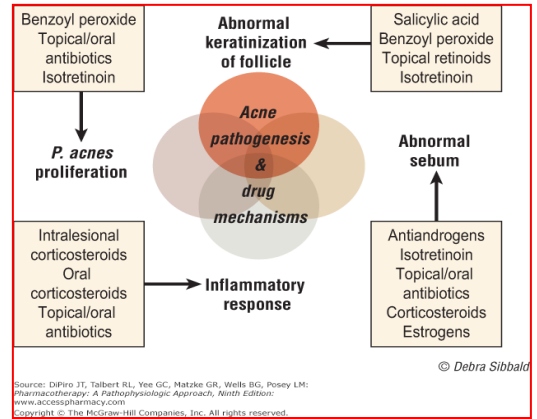 Benzoyl peroxide
Topical/oral
antibiotics
Isotretinoin
Abnormal
keratinization
of follicle
Salicylic acid
Benzoyl peroxide
Topical retinoids
Isotretinoin
P. acnes
proliferation
Acne
pathogenesis
&
drug
mechanisms
Abnormal
sebum
Intralesional
corticosteroids
Oral
corticosteroids
Topical/oral
antibiotics
Inflammatory
response
Antiandrogens
Isotretinoin
Topical/oral
antibiotics
Corticosteroids
Estrogens
© Debra Sibbald
Source: DiPiro JT, Talbert RL, Yee GC, Matzke GR, Wells BG, Posey LM:
Pharmacotherapy: A Pathophysiologic Approach, Ninth Edition:
www.accesspharmacy.com
Copyright © The McGraw-Hill Companies, Inc. All rights reserved.